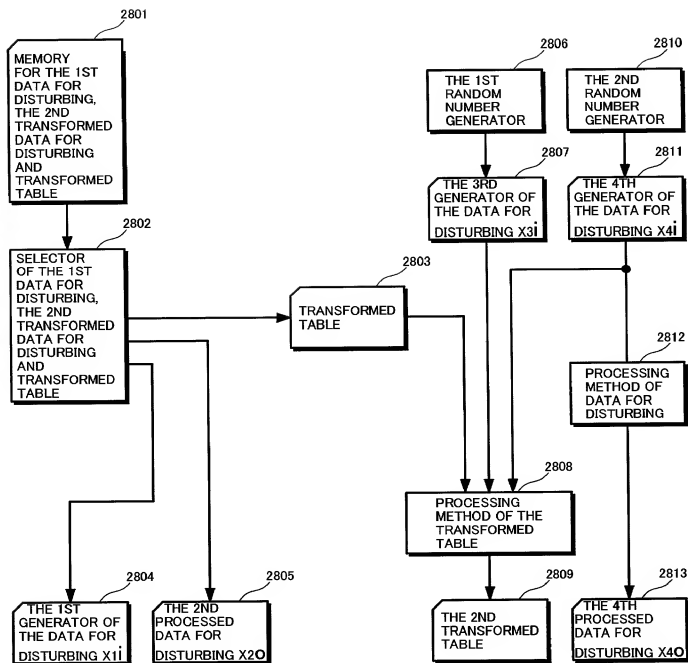 2801
MEMORY
FOR THE 1ST
DATA FOR
DISTURBING,
THE 2ND
TRANSFORMED
DATA FOR
DISTURBING
AND
TRANSFORMED
TABLE
2802
SELECTOR
OF THE 1ST
DATA FOR
DISTURBING,
THE 2ND
TRANSFORMED
DATA FOR
DISTURBING
AND
TRANSFORMED
TABLE
2803
TRANSFORMED
TABLE
2804
THE 1ST
GENERATOR OF
THE DATA FOR
DISTURBING X1i
2805
THE 2ND
PROCESSED
DATA FOR
DISTURBING X2O
2806
THE 1ST
RANDOM
NUMBER
GENERATOR
2807
THE 3RD
GENERATOR OF
THE DATA FOR
DISTURBING X3i
2808
PROCESSING
METHOD OF THE
TRANSFORMED
TABLE
2809
THE 2ND
TRANSFORMED
TABLE
2810
THE 2ND
RANDOM
NUMBER
GENERATOR
2811
THE 4TH
GENERATOR OF
THE DATA FOR
DISTURBING X4i
2812
PROCESSING
METHOD OF
DATA FOR
DISTURBING
2813
THE 4TH
PROCESSED
DATA FOR
DISTURBING X4O